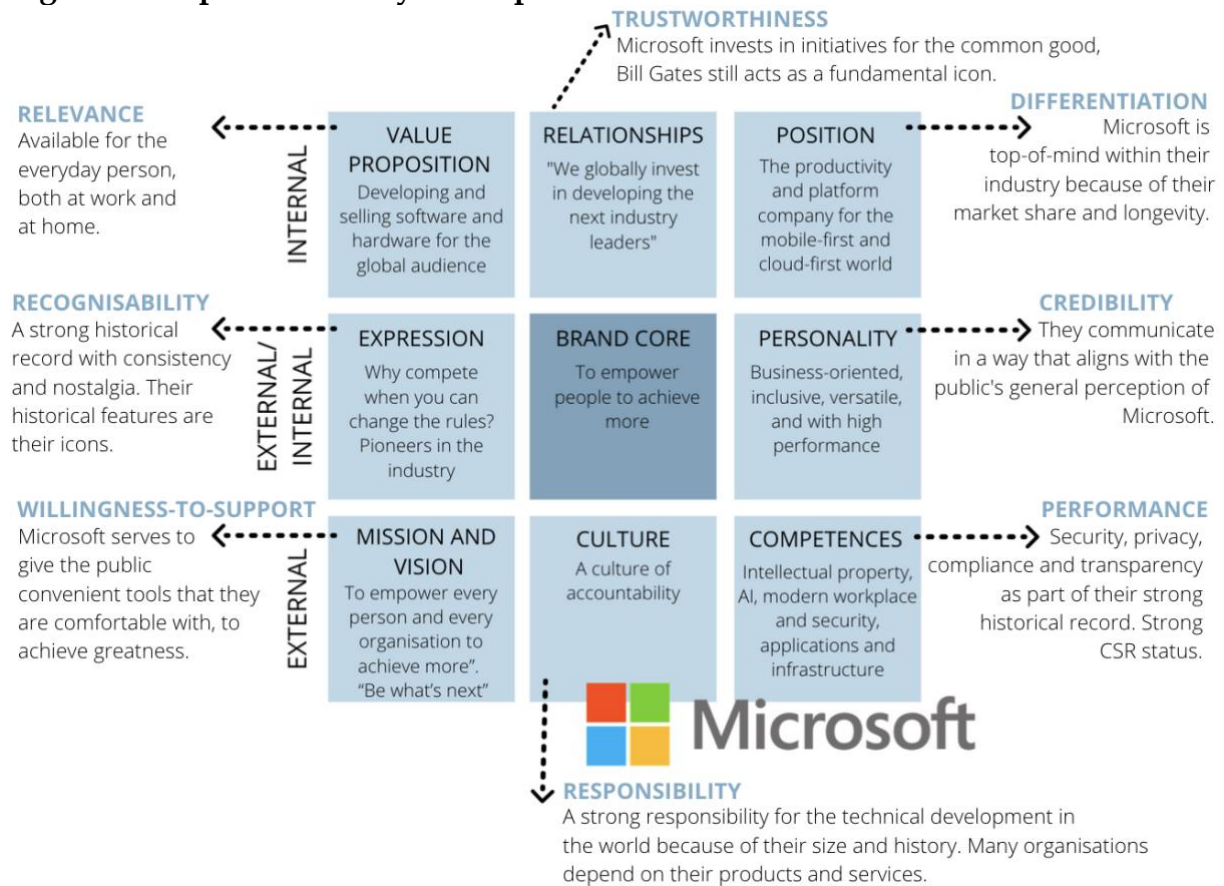 TRUSTWORTHINESS
Microsoft invests in initiatives for the common good,
Bill Gates still acts as a fundamental icon.
RELEVANCE
Available for the
everyday person,
both at work and
at home.
INTERNAL
VALUE
PROPOSITION
Developing and
selling software and
hardware for the
global audience
RELATIONSHIPS
"We globally invest
in developing the
next industry
leaders"
POSITION
The productivity
and platform
company for the
mobile-first and
cloud-first world
DIFFERENTIATION
Microsoft is
top-of-mind within their
industry because of their
market share and longevity.
RECOGNISABILITY
A strong historical
record with consistency
and nostalgia. Their
historical features are
their icons.
EXTERNAL/
INTERNAL
EXPRESSION
Why compete
when you can
change the rules?
Pioneers in the
industry
BRAND CORE
To empower
people to achieve
more
PERSONALITY
Business-oriented,
inclusive, versatile,
and with high
performance
CREDIBILITY
They communicate
in a way that aligns with the
public's general perception of
Microsoft.
WILLINGNESS-TO-SUPPORT
Microsoft serves to
give the public
convenient tools that they
are comfortable with, to
achieve greatness.
EXTERNAL
MISSION AND
VISION
To empower every
person and every
organisation to
achieve more”.
“Be what’s next”
CULTURE
A culture of
accountability
COMPETENCES
Intellectual property,
AI, modern workplace
and security,
applications and
infrastructure
PERFORMANCE
Security, privacy,
compliance and transparency
as part of their strong
historical record. Strong
CSR status.
Microsoft
RESPONSIBILITY
A strong responsibility for the technical development in
the world because of their size and history. Many organisations
depend on their products and services.